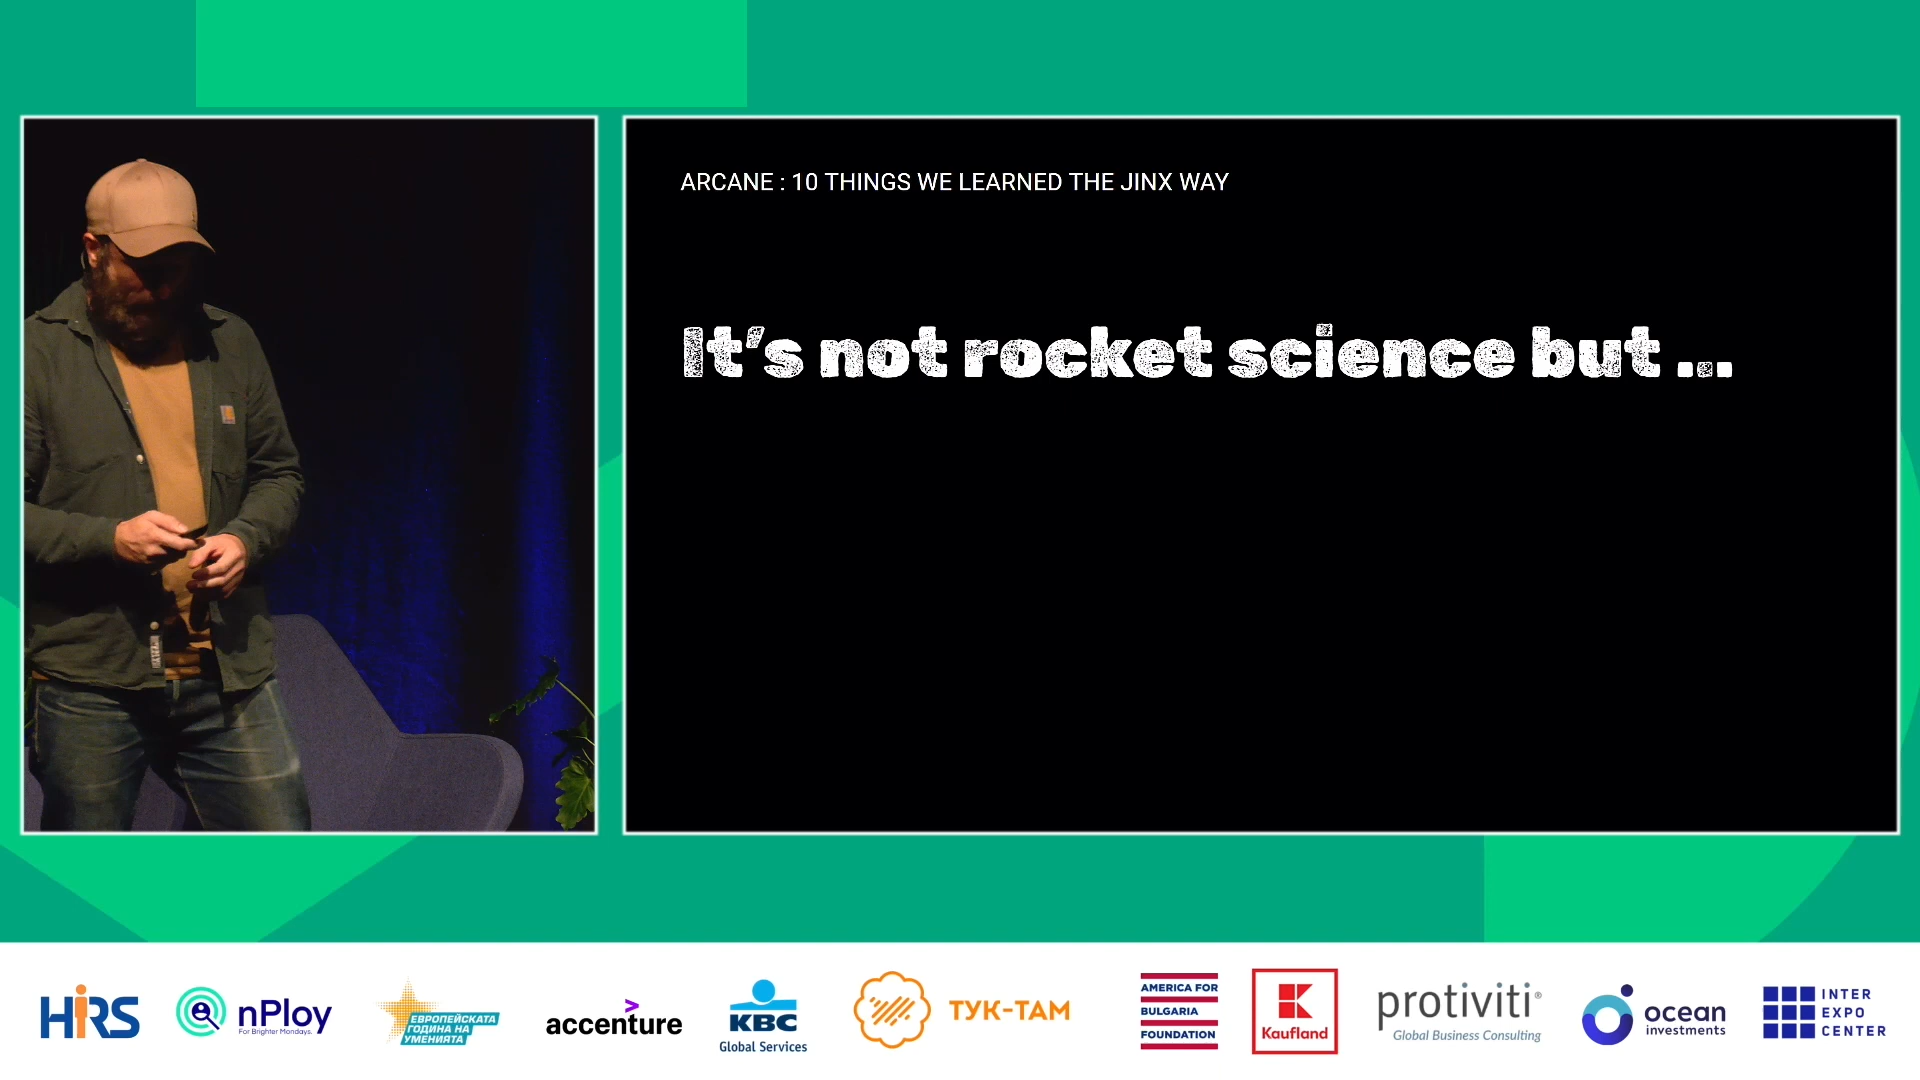 ARCANE : 10 THINGS WE LEARNED THE JINX WAY
It's not rocket science but ...
HRS
nPloy
For Brighter Mondays.
ЕВРОПЕЙСКАТА
ГОДИНА НА
УМЕНИЯТА
accenture
KBC
Global Services
ТУК-ТАМ
AMERICA FOR
BULGARIA
FOUNDATION
Kaufland
protiviti®
Global Business Consulting
ocean
investments
INTER
EXPO
CENTER